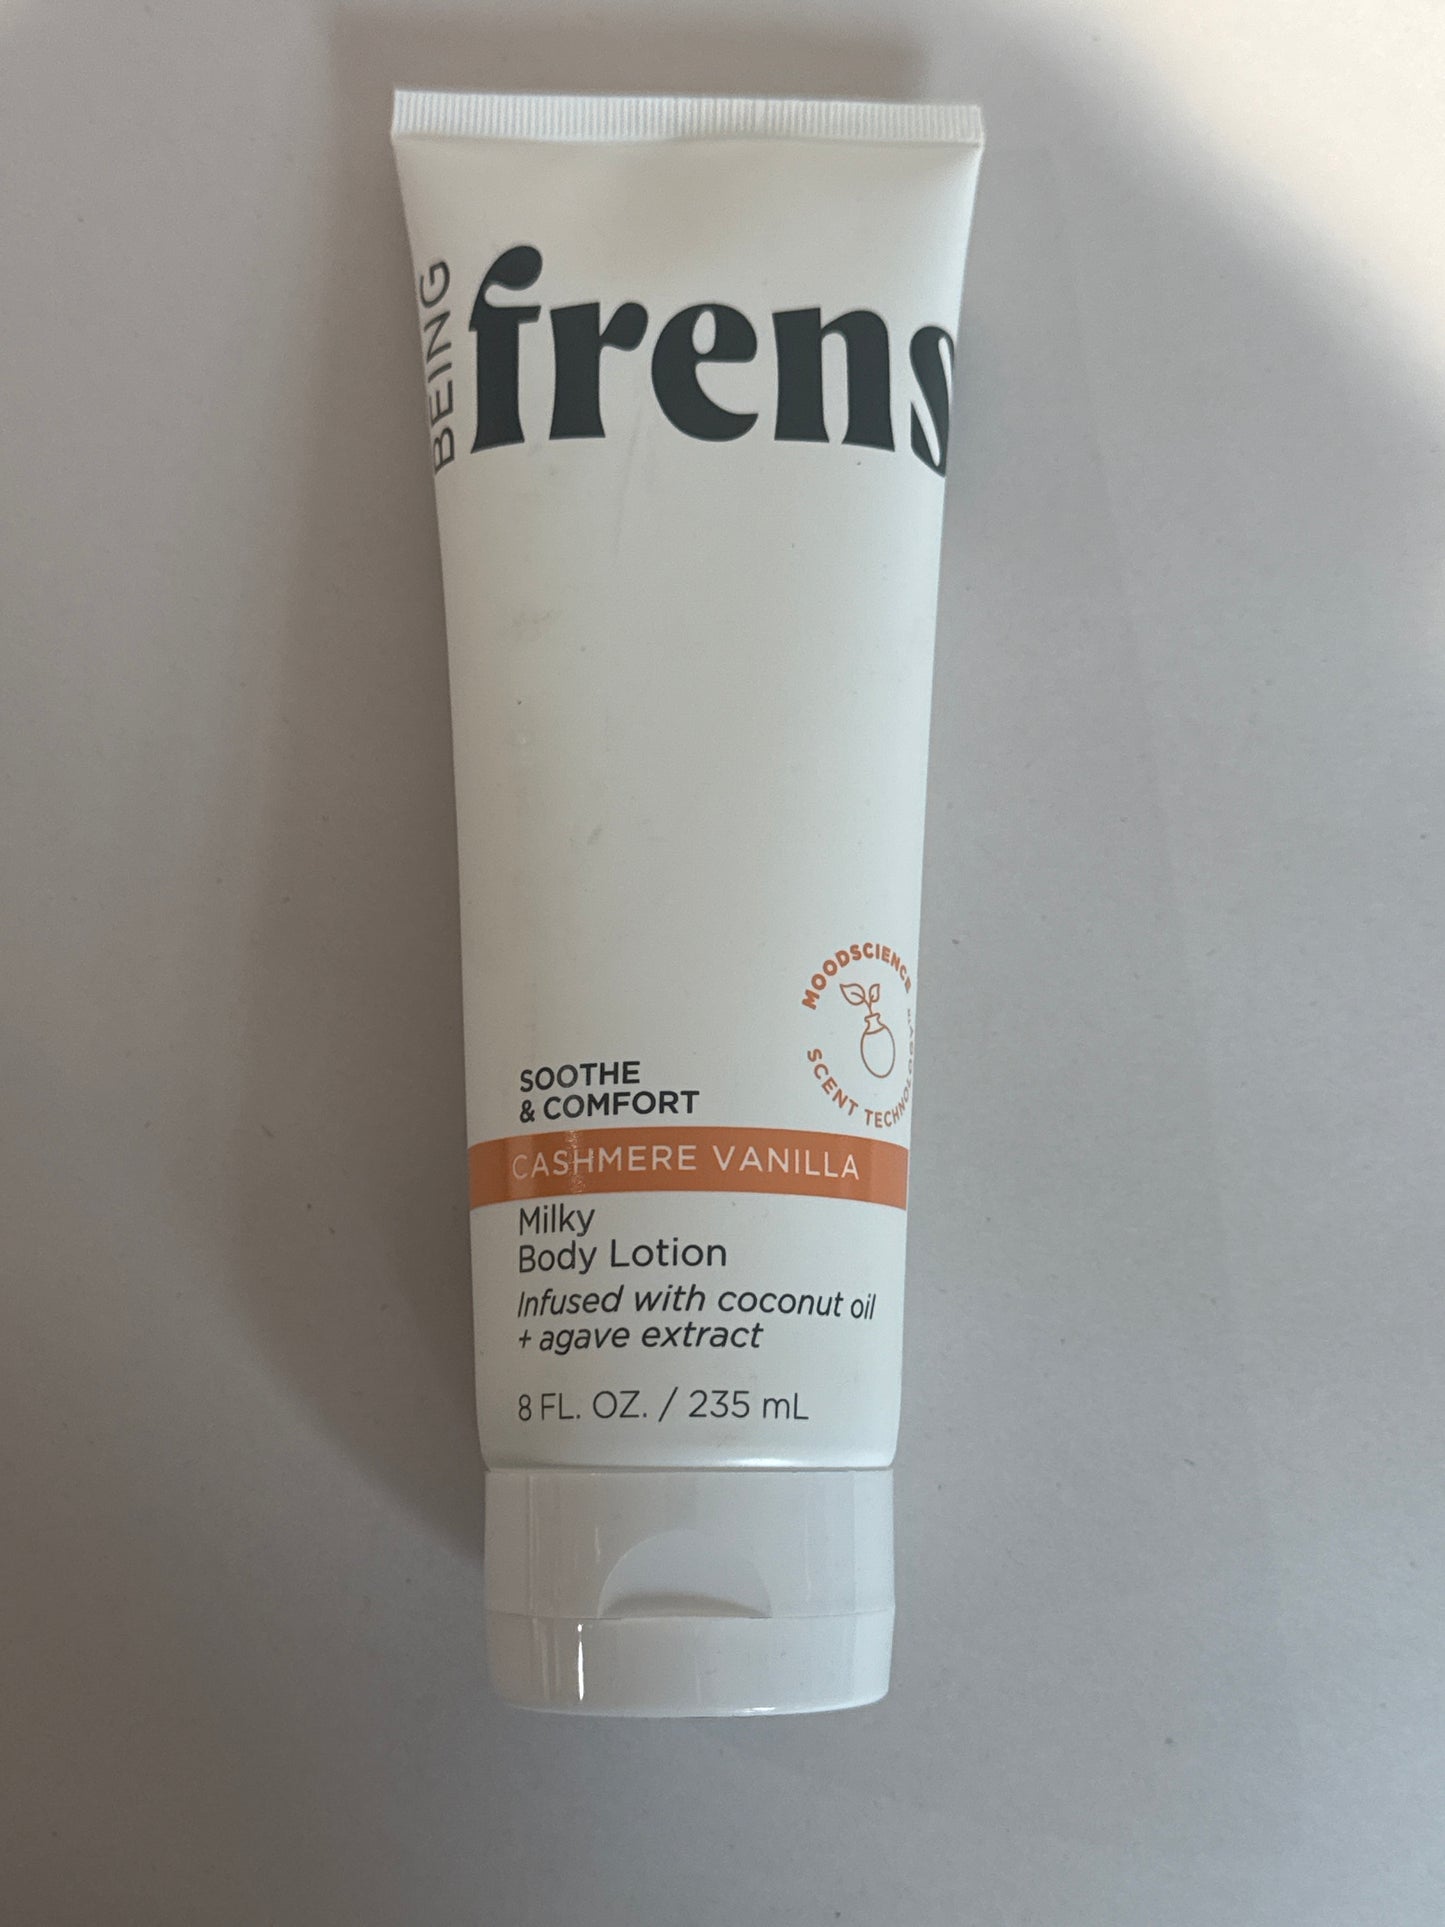 BEING
frens
MOODSCIENCE
SCENT TECHNOLOGY™
SOOTHE
& COMFORT
CASHMERE VANILLA
Milky
Body Lotion
Infused with coconut oil
+ agave extract
8 FL. OZ. / 235 mL